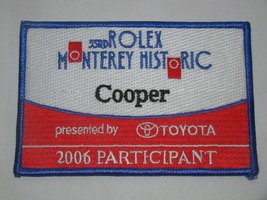 33RD ROLEX
MONTEREY HISTORIC
Cooper
presented by TOYOTA
2006 PARTICIPANT